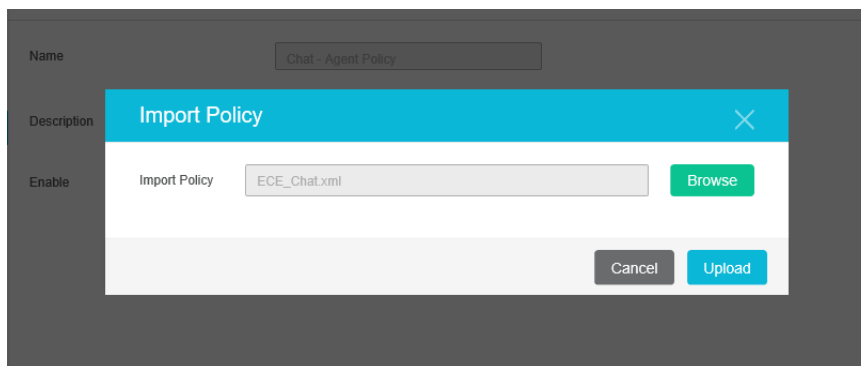 Name
Chat - Agent Policy
Description
Import Policy
Enable
Import Policy
ECE_Chat.xml
Browse
Cancel
Upload